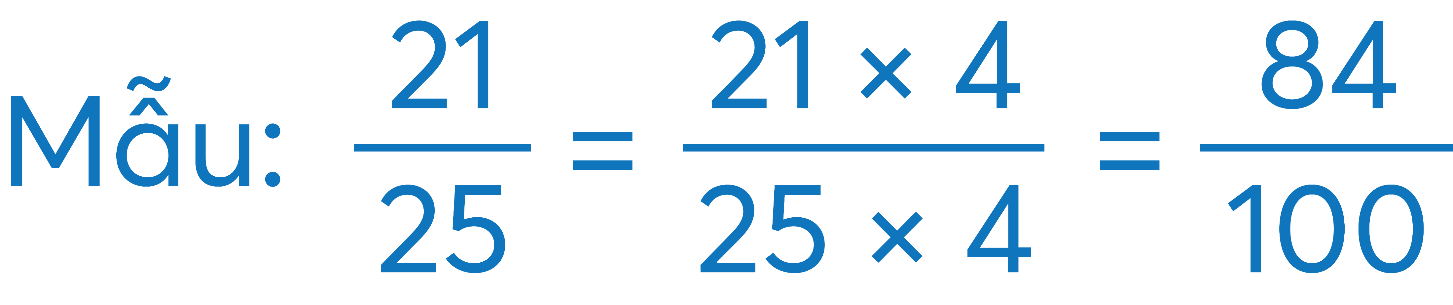 Mẫu: 21/25 = 21 × 4/25 × 4 = 84/100